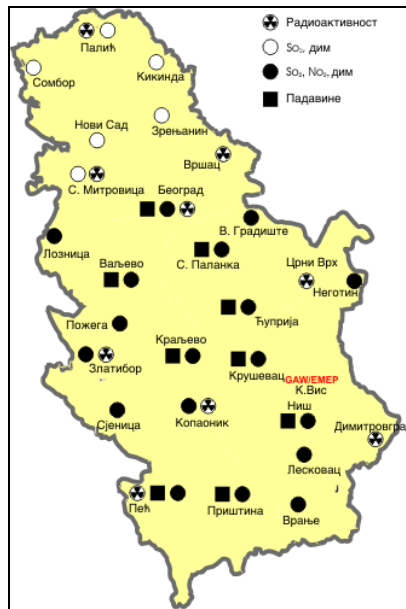 Радиоактивност
Палић
SO₂, дим
Кикинда
Сомбор
SO₂, NO₂, дим
Нови Сад
Зрењанин
Падавине
Вршац
С. Митровица
Београд
В. Градиште
Лозница
С. Паланка
Црни Врх
Ваљево
Неготин
Ћуприја
Пожега
Краљево
Златибор
Крушевац
GAW/EMEP
К.Вис
Ниш
Сјеница
Копаоник
Димитровгра
Лесковац
Пећ
Приштина
Врање